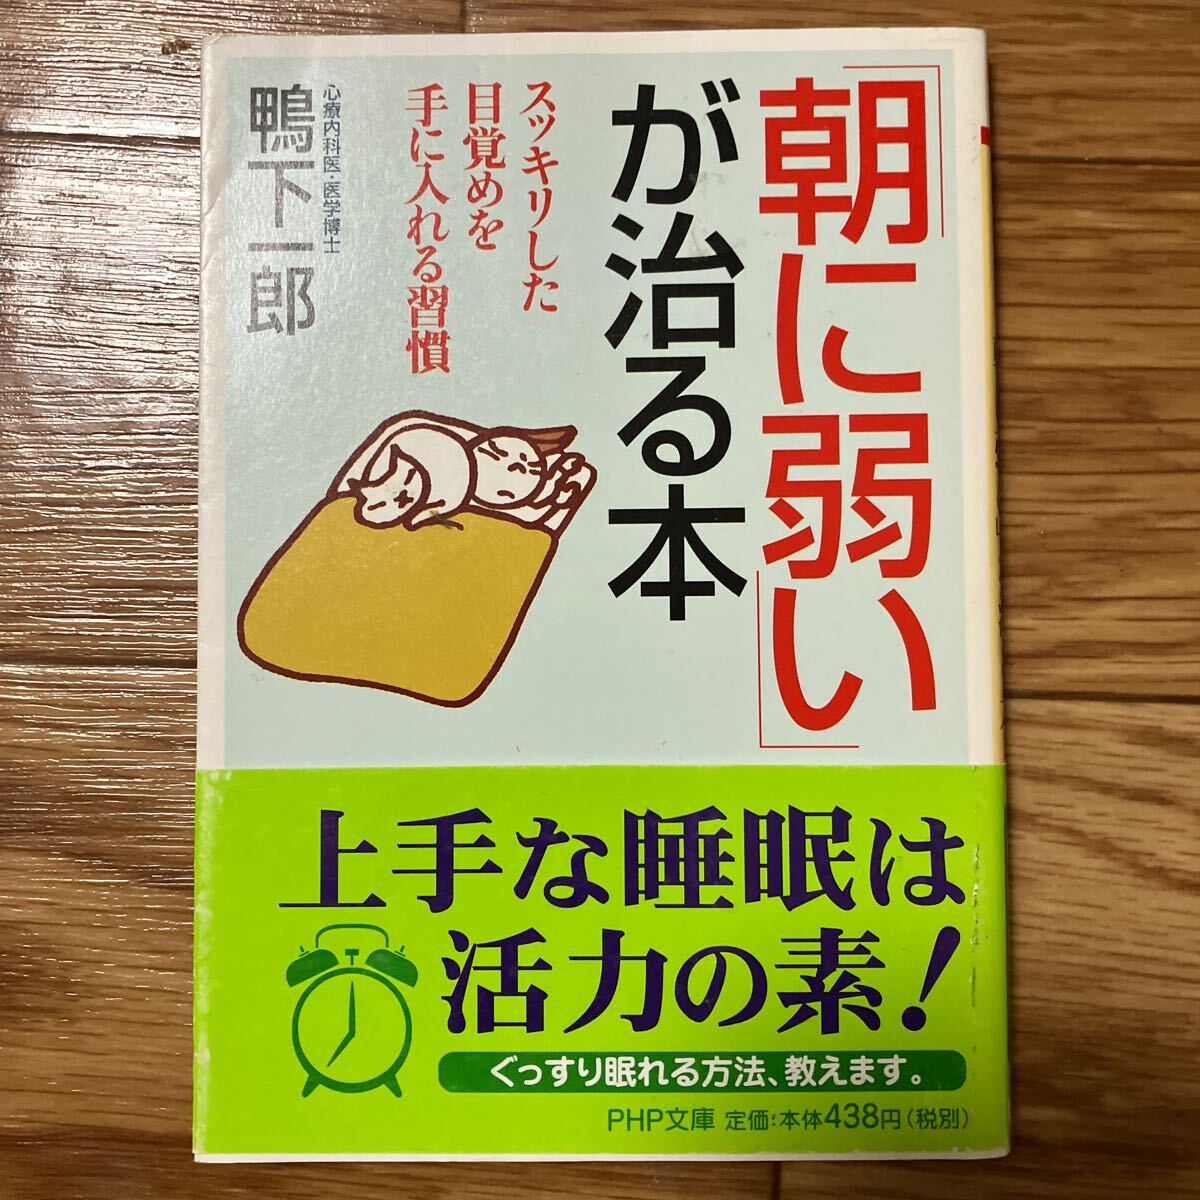 「朝に弱い」
が治る本
スッキリした
目覚めを
手に入れる習慣
心療内科医・医学博士
鴨下一郎
上手な睡眠は
活力の素!
ぐっすり眠れる方法、教えます。
PHP文庫 定価:本体438円(税別)